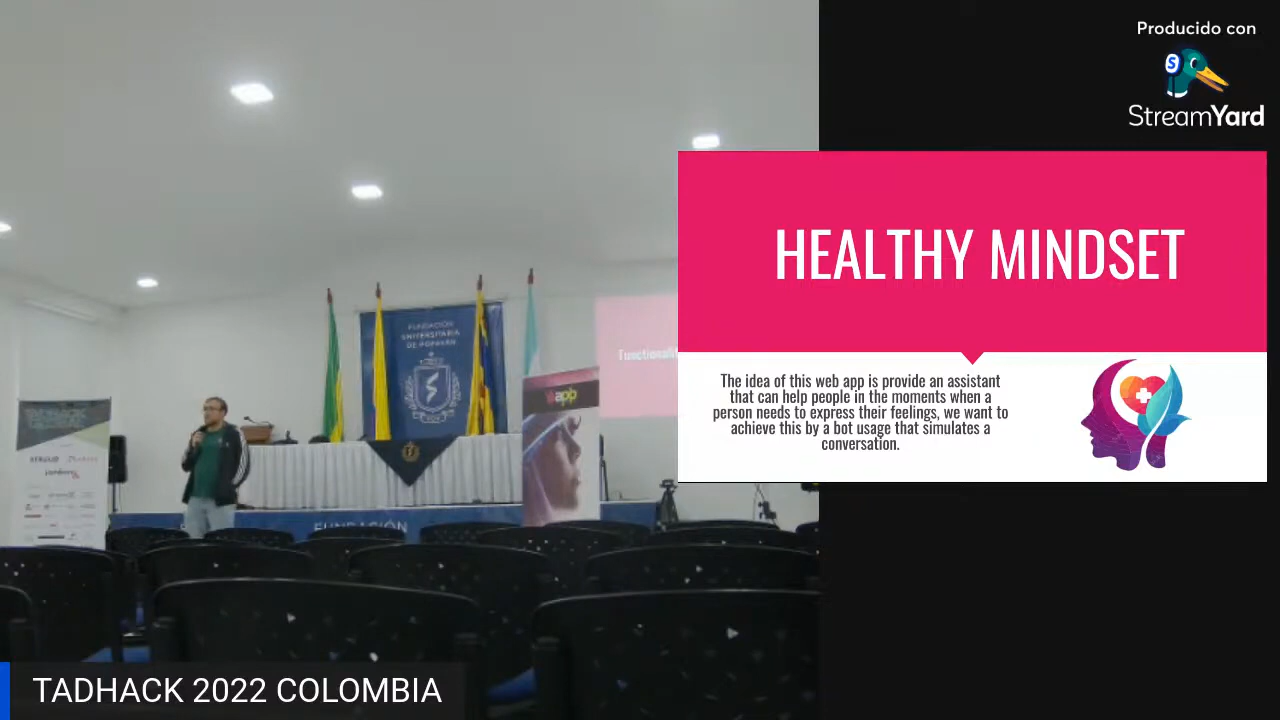 Producido con
StreamYard
HEALTHY MINDSET
The idea of this web app is provide an assistant
that can help people in the moments when a
person needs to express their feelings, we want to
achieve this by a bot usage that simulates a
conversation.
FUNDACIÓN
UNIVERSITARIA
DE POPAYÁN
app
FUNDACIÓN
TADHACK 2022 COLOMBIA